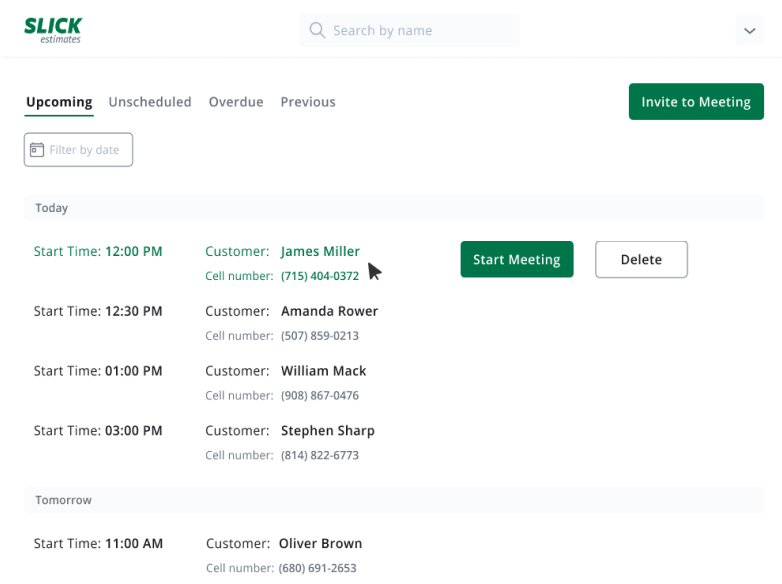 SLICK
estimates
Search by name
Upcoming Unscheduled Overdue Previous
Invite to Meeting
Filter by date
Today
Start Time: 12:00 PM Customer: James Miller
Cell number: (715) 404-0372
Start Meeting Delete
Start Time: 12:30 PM Customer: Amanda Rower
Cell number: (507) 859-0213
Start Time: 01:00 PM Customer: William Mack
Cell number: (908) 867-0476
Start Time: 03:00 PM Customer: Stephen Sharp
Cell number: (814) 822-6773
Tomorrow
Start Time: 11:00 AM Customer: Oliver Brown
Cell number: (680) 691-2653